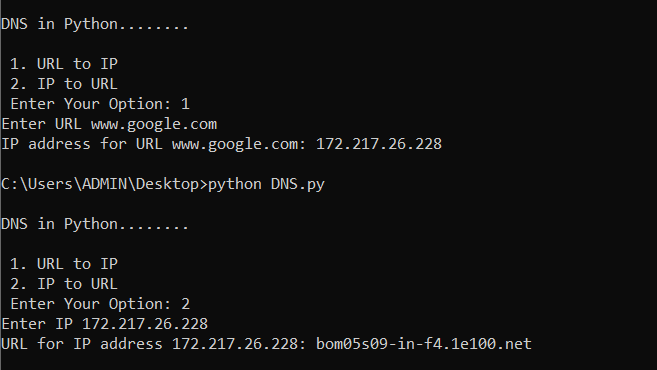 DNS in Python........
1. URL to IP
2. IP to URL
Enter Your Option: 1
Enter URL www.google.com
IP address for URL www.google.com: 172.217.26.228
C:\Users\ADMIN\Desktop>python DNS.py
DNS in Python........
1. URL to IP
2. IP to URL
Enter Your Option: 2
Enter IP 172.217.26.228
URL for IP address 172.217.26.228: bom05s09-in-f4.1e100.net